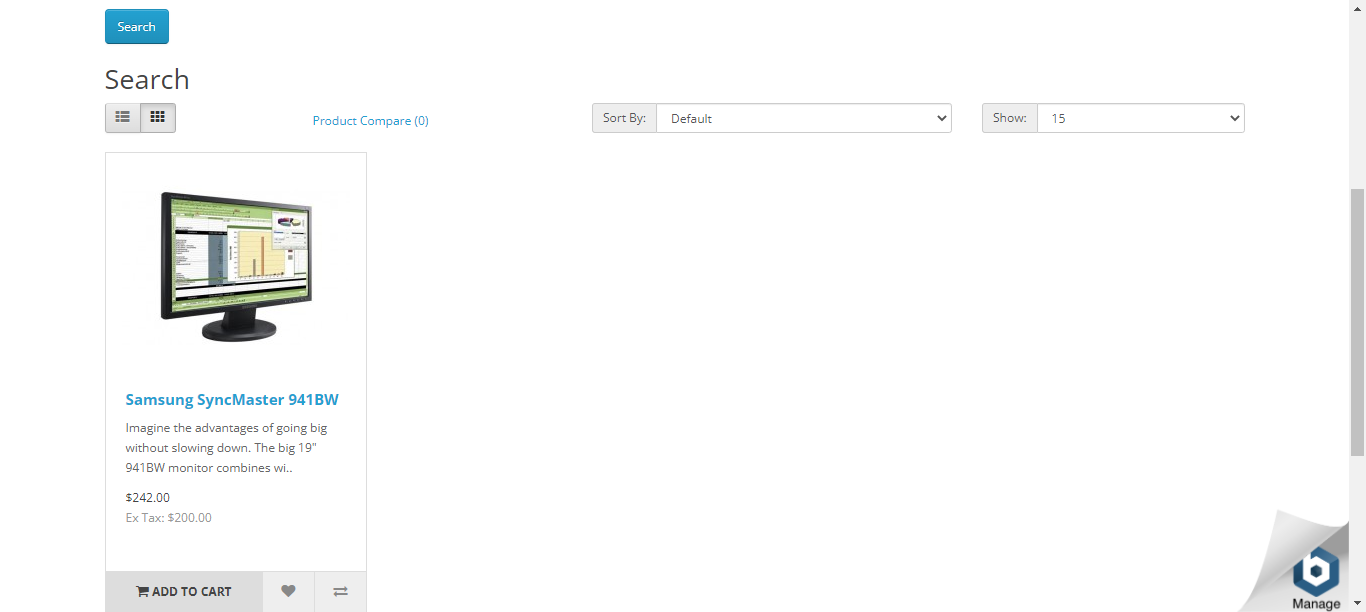 Search
Search
Product Compare (0)
Sort By: Default
Show: 15
Samsung SyncMaster 941BW
Imagine the advantages of going big
without slowing down. The big 19"
941BW monitor combines wi..
$242.00
Ex Tax: $200.00
ADD TO CART
Manage